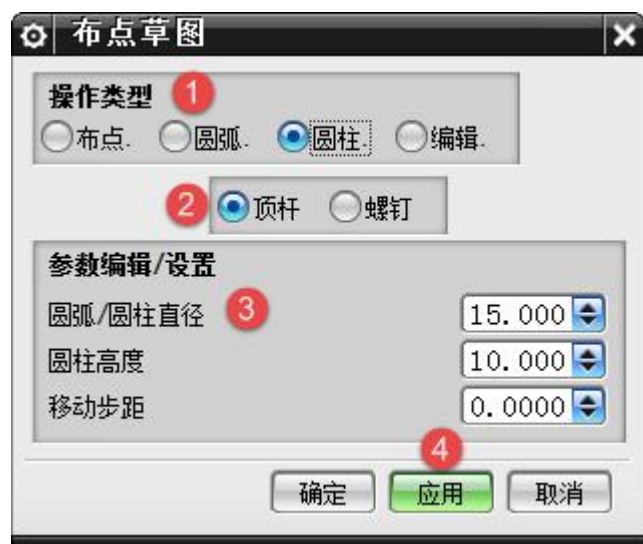 布点草图
操作类型 1
布点. 圆弧. 圆柱. 编辑.
2 顶杆 螺钉
参数编辑/设置
圆弧/圆柱直径 3 15.000
圆柱高度 10.000
移动步距 0.0000
4
确定 应用 取消